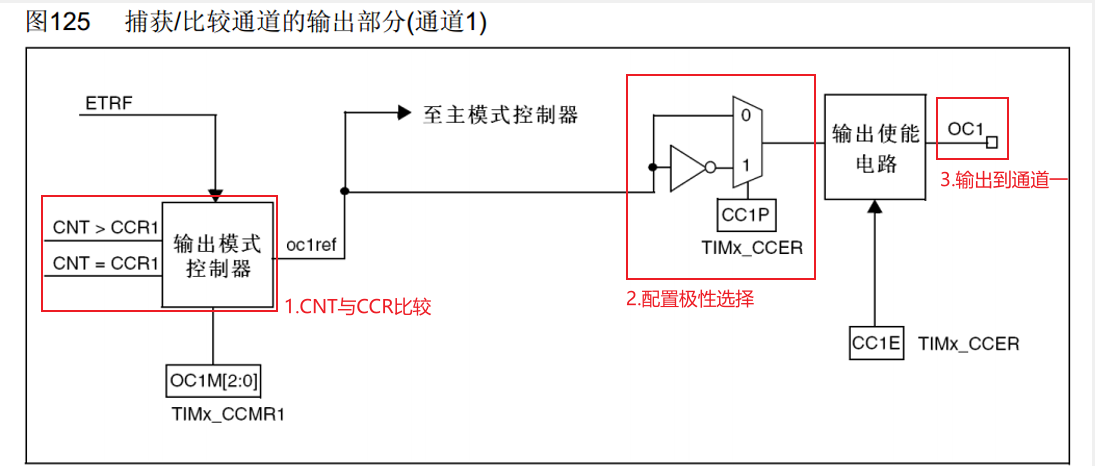 图125 捕获/比较通道的输出部分(通道1)
ETRF
至主模式控制器
0
1
输出使能
电路
OC1
3.输出到通道一
CNT > CCR1
CNT = CCR1
输出模式
控制器
oc1ref
CC1P
TIMx_CCER
1.CNT与CCR比较
2.配置极性选择
CC1E
TIMx_CCER
OC1M[2:0]
TIMx_CCMR1